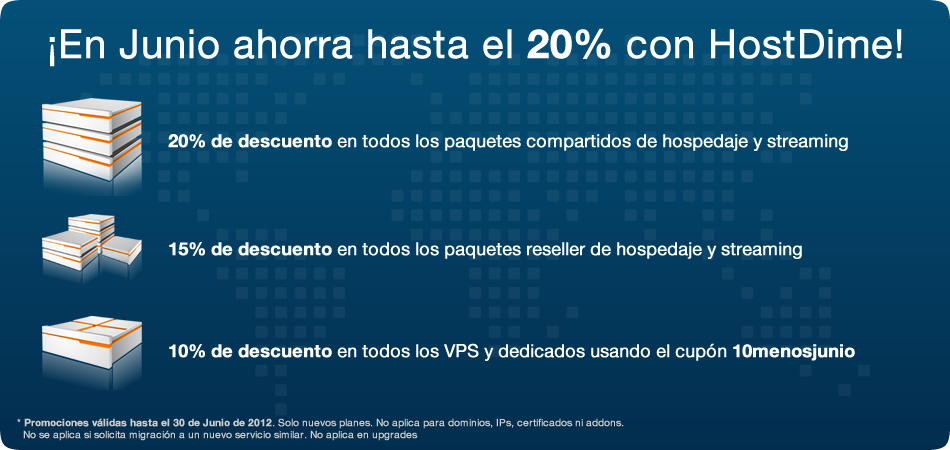 ¡En Junio ahorra hasta el 20% con HostDime!
20% de descuento en todos los paquetes compartidos de hospedaje y streaming
15% de descuento en todos los paquetes reseller de hospedaje y streaming
10% de descuento en todos los VPS y dedicados usando el cupón 10menosjunio
* Promociones válidas hasta el 30 de Junio de 2012. Solo nuevos planes. No aplica para dominios, IPs, certificados ni addons.
No se aplica si solicita migración a un nuevo servicio similar. No aplica en upgrades